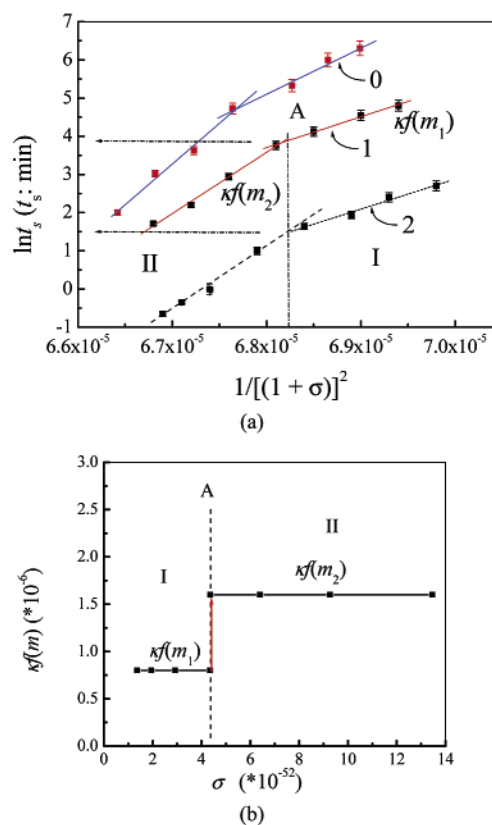 7
6
5
4
3
2
1
0
-1
ln t_s (t_s : min)
0
A
κf(m₁)
1
κf(m₂)
2
II
I
6.6x10⁻⁵ 6.7x10⁻⁵ 6.8x10⁻⁵ 6.9x10⁻⁵ 7.0x10⁻⁵
1/[(1 + σ)]²
(a)
3.0
2.5
2.0
1.5
1.0
0.5
0.0
κf(m) (*10⁻⁶)
A
I
II
κf(m₂)
κf(m₁)
0 2 4 6 8 10 12 14
σ (*10⁻⁵²)
(b)